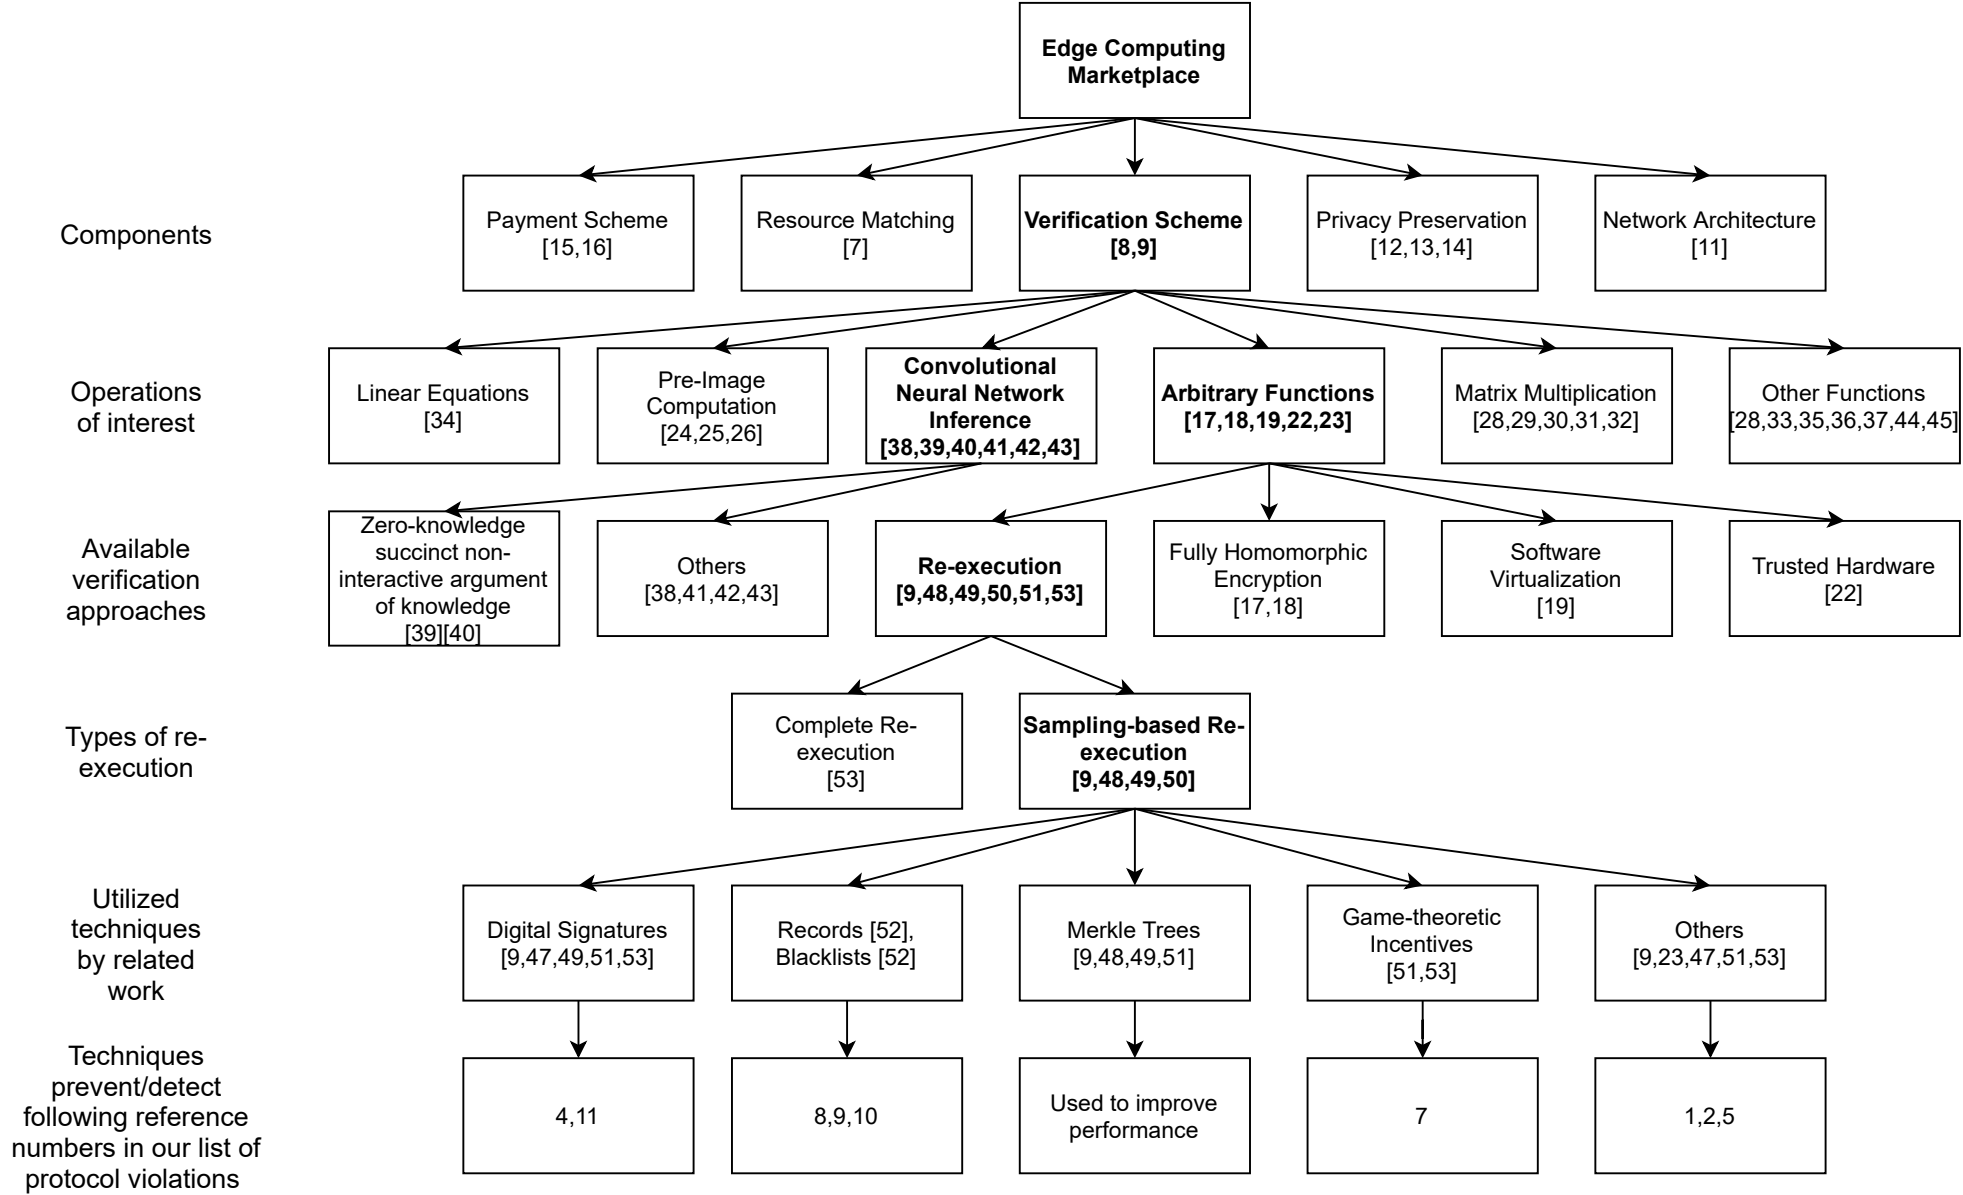 Edge Computing
Marketplace
Components
Payment Scheme
[15,16]
Resource Matching
[7]
Verification Scheme
[8,9]
Privacy Preservation
[12,13,14]
Network Architecture
[11]
Operations
of interest
Linear Equations
[34]
Pre-Image
Computation
[24,25,26]
Convolutional
Neural Network
Inference
[38,39,40,41,42,43]
Arbitrary Functions
[17,18,19,22,23]
Matrix Multiplication
[28,29,30,31,32]
Other Functions
[28,33,35,36,37,44,45]
Available
verification
approaches
Zero-knowledge
succinct non-
interactive argument
of knowledge
[39][40]
Others
[38,41,42,43]
Re-execution
[9,48,49,50,51,53]
Fully Homomorphic
Encryption
[17,18]
Software
Virtualization
[19]
Trusted Hardware
[22]
Types of re-
execution
Complete Re-
execution
[53]
Sampling-based Re-
execution
[9,48,49,50]
Utilized
techniques
by related
work
Digital Signatures
[9,47,49,51,53]
Records [52],
Blacklists [52]
Merkle Trees
[9,48,49,51]
Game-theoretic
Incentives
[51,53]
Others
[9,23,47,51,53]
Techniques
prevent/detect
following reference
numbers in our list of
protocol violations
4,11
8,9,10
Used to improve
performance
7
1,2,5